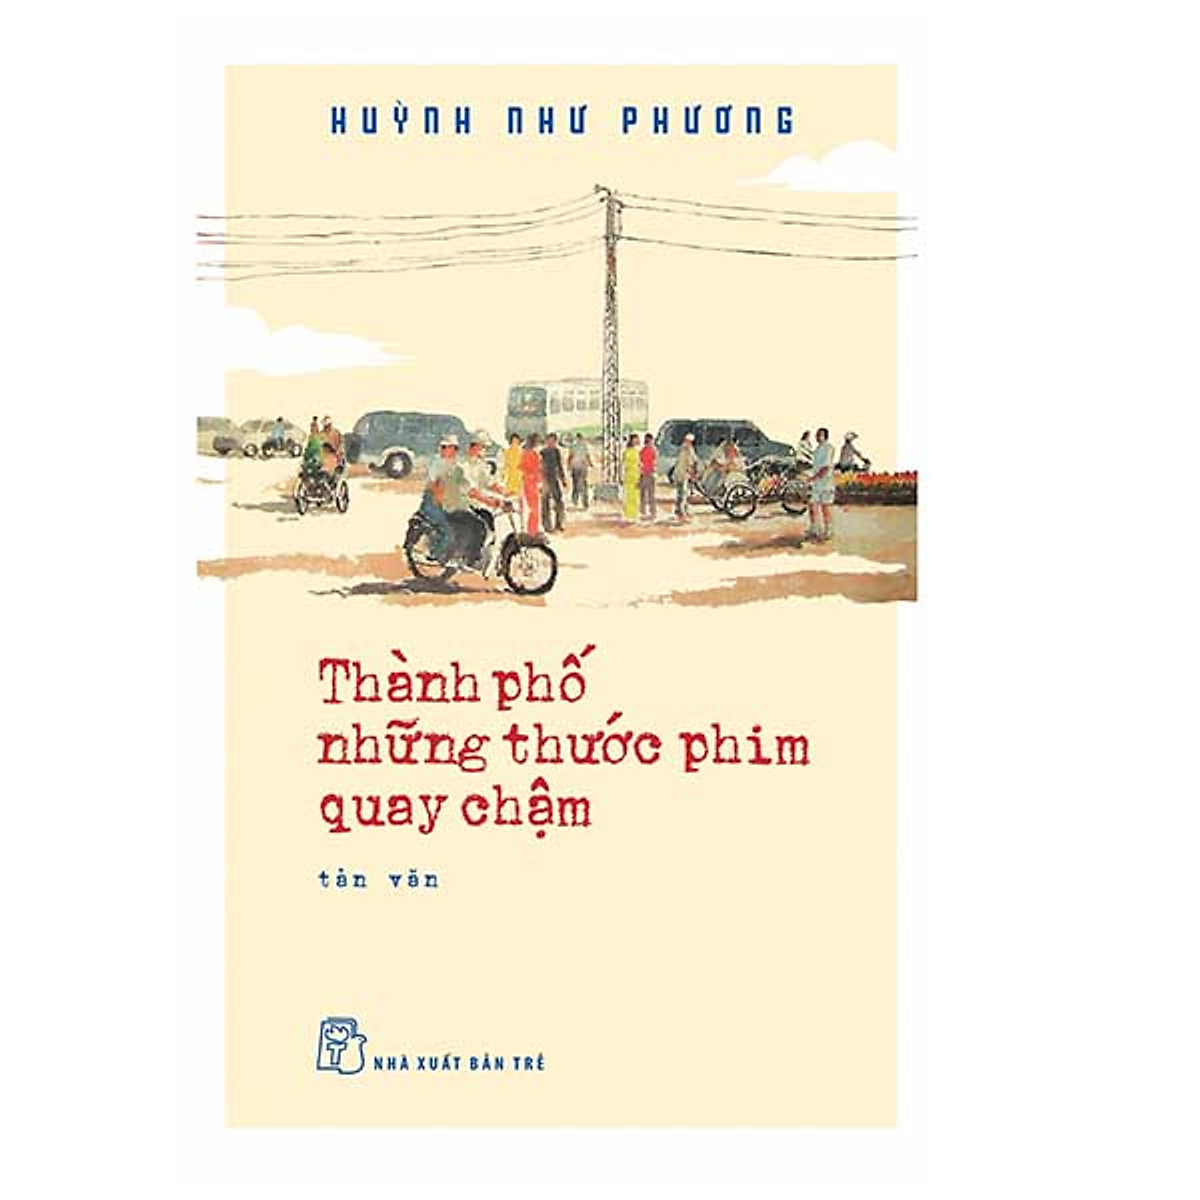 HUỲNH NHƯ PHƯƠNG
Thành phố
những thước phim
quay chậm
tản văn
T
NHÀ XUẤT BẢN TRẺ